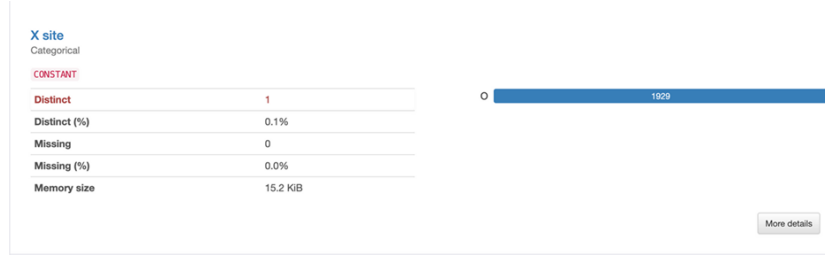 X site
Categorical
CONSTANT
Distinct 1
Distinct (%) 0.1%
Missing 0
Missing (%) 0.0%
Memory size 15.2 KiB
O 1929
More details